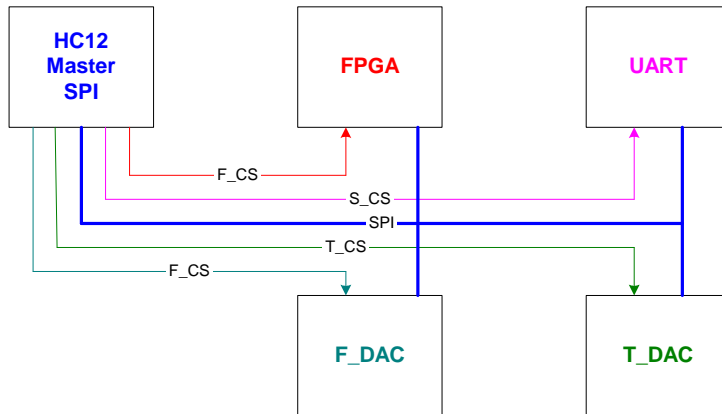 HC12
Master
SPI
FPGA
UART
F_CS
S_CS
SPI
T_CS
F_CS
F_DAC
T_DAC